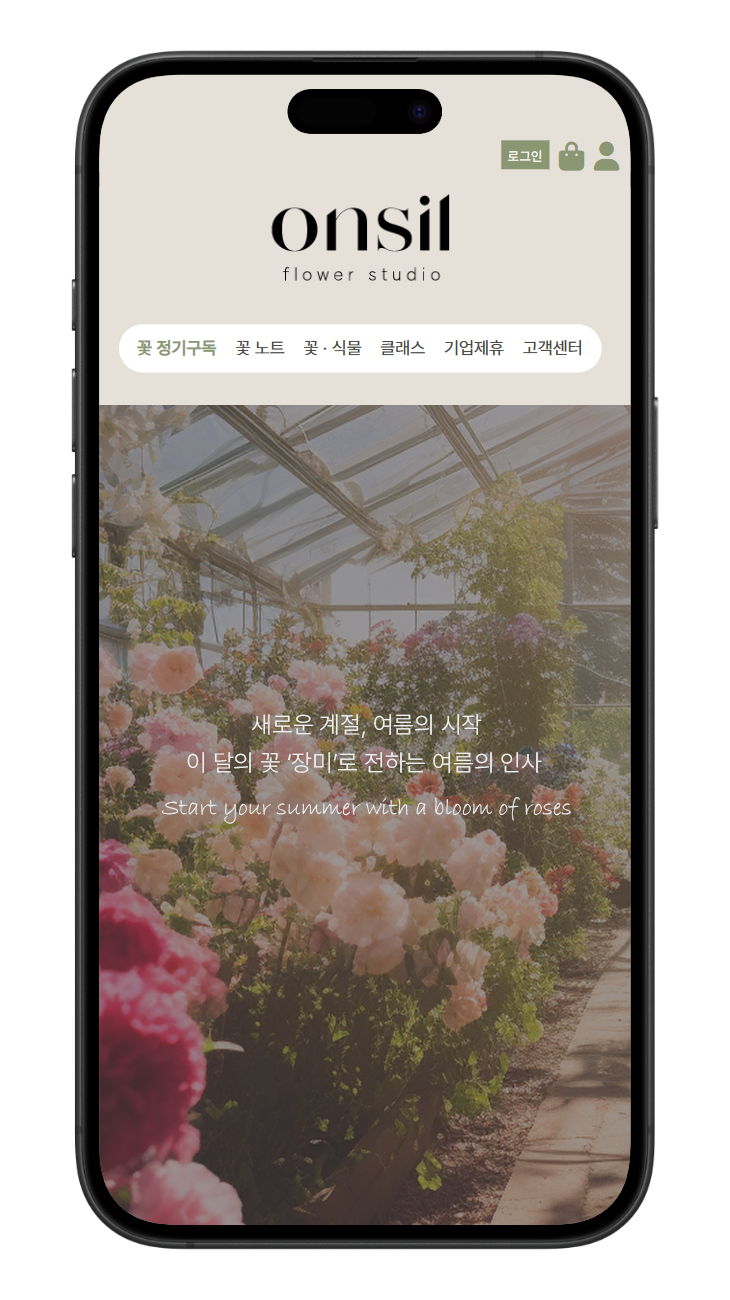 로그인
onsil
flower studio
꽃 정기구독 꽃 노트 꽃 · 식물 클래스 기업제휴 고객센터
새로운 계절, 여름의 시작
이 달의 꽃 ‘장미’로 전하는 여름의 인사
Start your summer with a bloom of roses